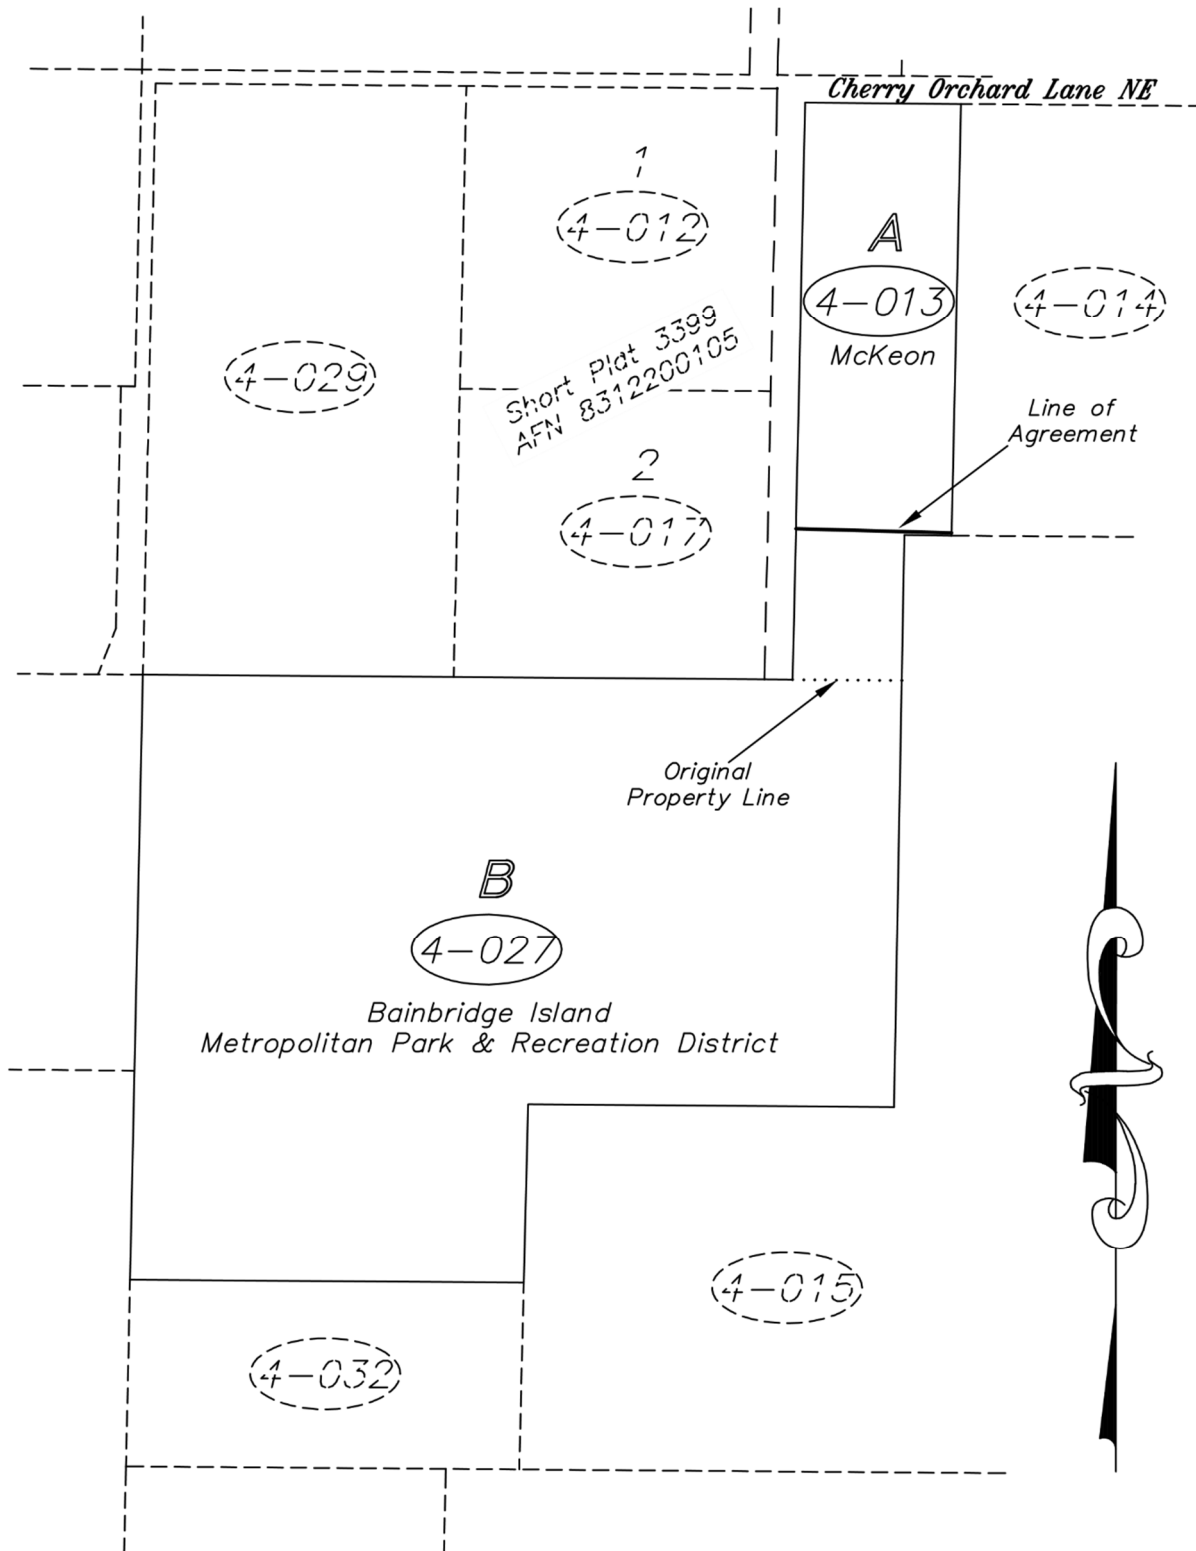 Cherry Orchard Lane NE
1
4-012
A
4-013
McKeon
4-014
4-029
Short Plat 3399
AFN 8312200105
Line of
Agreement
2
4-017
Original
Property Line
B
4-027
Bainbridge Island
Metropolitan Park & Recreation District
4-015
4-032